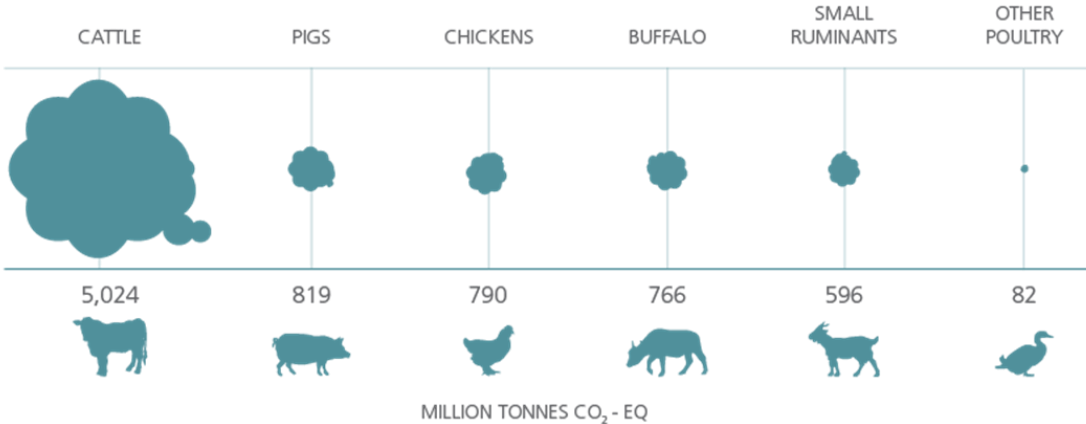 CATTLE
PIGS
CHICKENS
BUFFALO
SMALL
RUMINANTS
OTHER
POULTRY
5,024
819
790
766
596
82
MILLION TONNES CO₂ - EQ